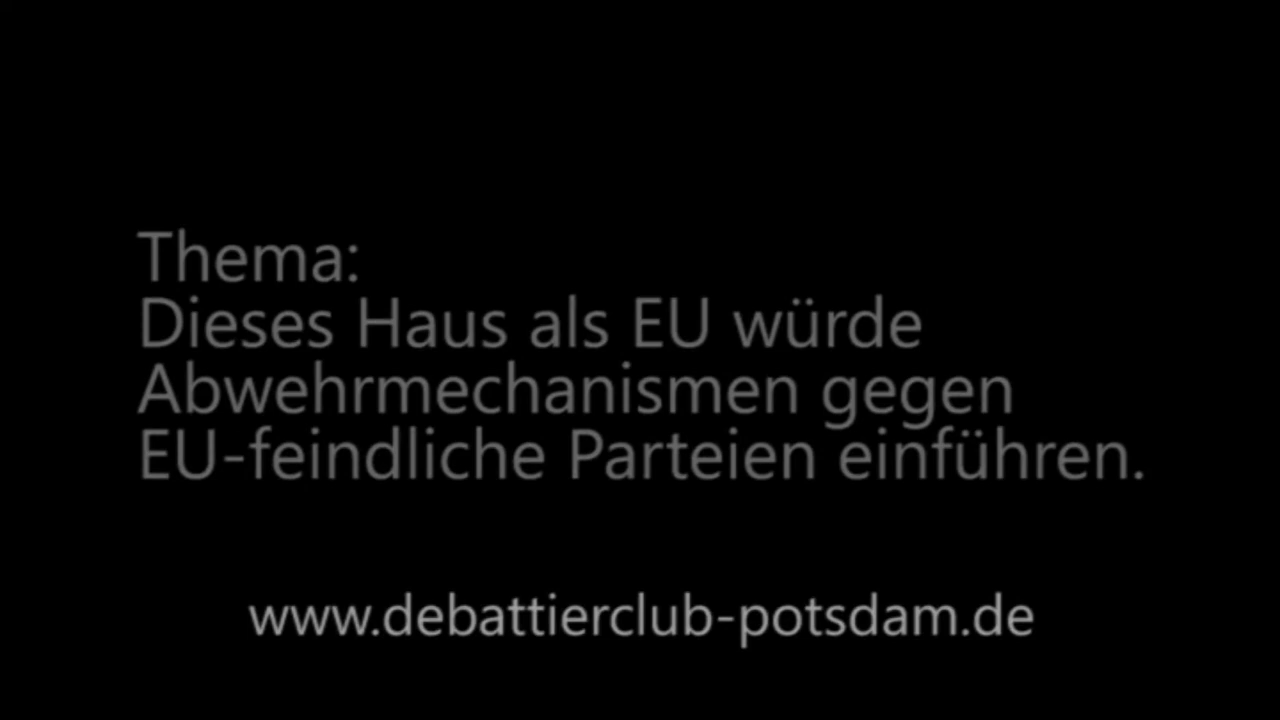 Thema:
Dieses Haus als EU würde
Abwehrmechanismen gegen
EU-feindliche Parteien einführen.
www.debattierclub-potsdam.de